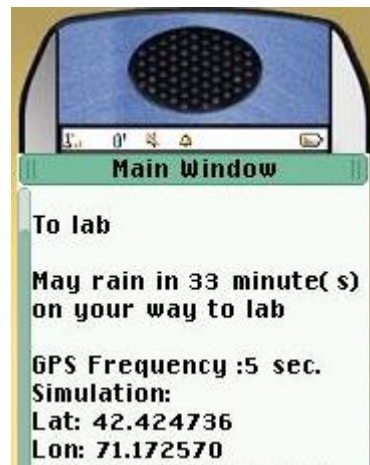 Main Window
To lab
May rain in 33 minute( s)
on your way to lab
GPS Frequency :5 sec.
Simulation:
Lat: 42.424736
Lon: 71.172570